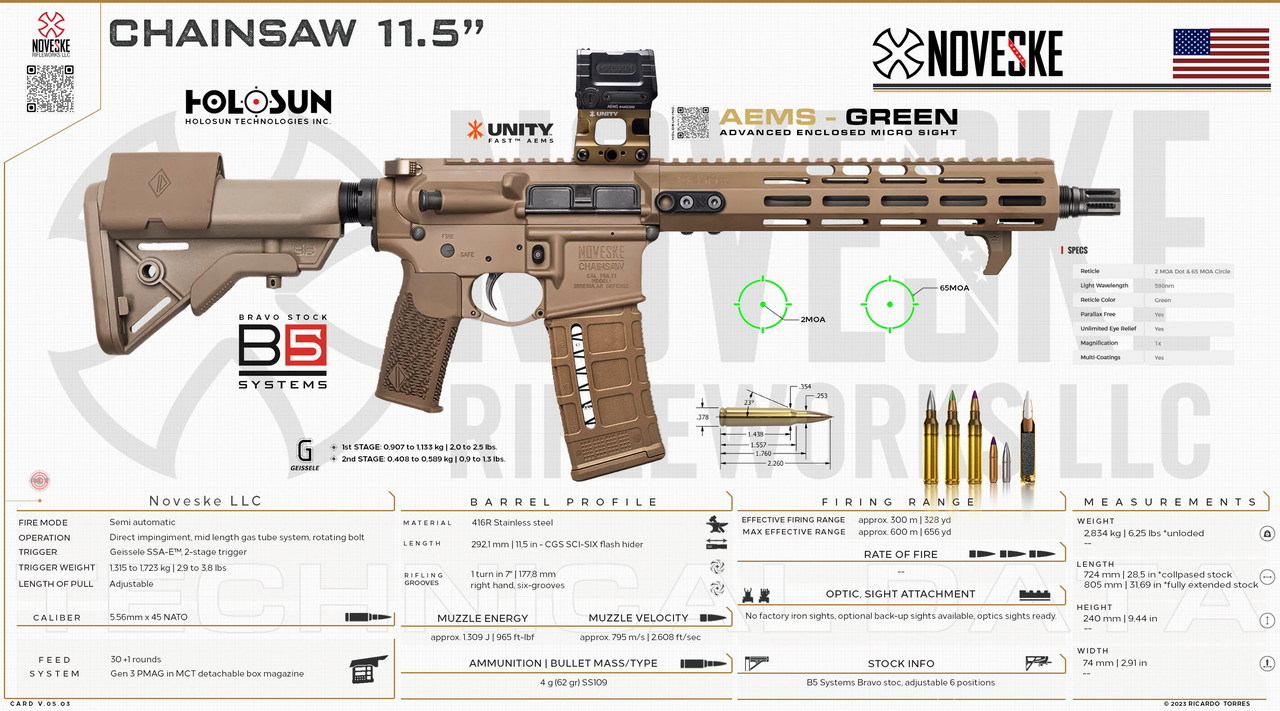 CHAINSAW 11.5”
NOVESKE
RIFLEWORKS LLC
NOVESKE
HOLOSUN
HOLOSUN TECHNOLOGIES INC.
UNITY
FAST™ AEMS
UNITY
AEMS - GREEN
ADVANCED ENCLOSED MICRO SIGHT
FIRE
SAFE
NOVESKE
CHAINSAW
CAL MULTI
BRAVO STOCK
B5
SYSTEMS
G
GEISSELE
1st STAGE: 0.907 to 1,133 kg | 2,0 to 2,5 lbs.
2nd STAGE: 0.408 to 0,589 kg | 0,9 to 1.3 lbs.
2MOA
65MOA
SPECS
Reticle 2 MOA Dot & 65 MOA Circle
Light Wavelength 590nm
Reticle Color Green
Parallax Free Yes
Unlimited Eye Relief Yes
Magnification 1x
Multi-Coatings Yes
.354
.253
23°
.378
1.438
1.557
1.760
2.260
NOVESKE
RIFLEWORKS LLC
TECHNICAL DATA
Noveske LLC
FIRE MODE Semi automatic
OPERATION Direct impingiment, mid length gas tube system, rotating bolt
TRIGGER Geissele SSA-E™, 2-stage trigger
TRIGGER WEIGHT 1,315 to 1.723 kg | 2.9 to 3,8 lbs
LENGTH OF PULL Adjustable
CALIBER 5.56mm x 45 NATO
FEED SYSTEM 30 +1 rounds
Gen 3 PMAG in MCT detachable box magazine
BARREL PROFILE
MATERIAL 416R Stainless steel
LENGTH 292,1 mm | 11,5 in - CGS SCI-SIX flash hider
RIFLING GROOVES 1 turn in 7" | 177,8 mm
right hand, six-grooves
MUZZLE ENERGY MUZZLE VELOCITY
approx. 1.309 J | 965 ft-lbf approx. 795 m/s | 2.608 ft/sec
AMMUNITION | BULLET MASS/TYPE
4 g (62 gr) SS109
FIRING RANGE
EFFECTIVE FIRING RANGE approx. 300 m | 328 yd
MAX EFFECTIVE RANGE approx. 600 m | 656 yd
RATE OF FIRE
--
OPTIC, SIGHT ATTACHMENT
No factory iron sights, optional back-up sights available, optics sights ready.
STOCK INFO
B5 Systems Bravo stoc, adjustable 6 positions
MEASUREMENTS
WEIGHT
2,834 kg | 6,25 lbs *unloded
--
LENGTH
724 mm | 28,5 in *collpased stock
805 mm | 31,69 in *fully extended stock
HEIGHT
240 mm | 9,44 in
--
WIDTH
74 mm | 2,91 in
--
CARD V.05.03
© 2023 RICARDO TORRES